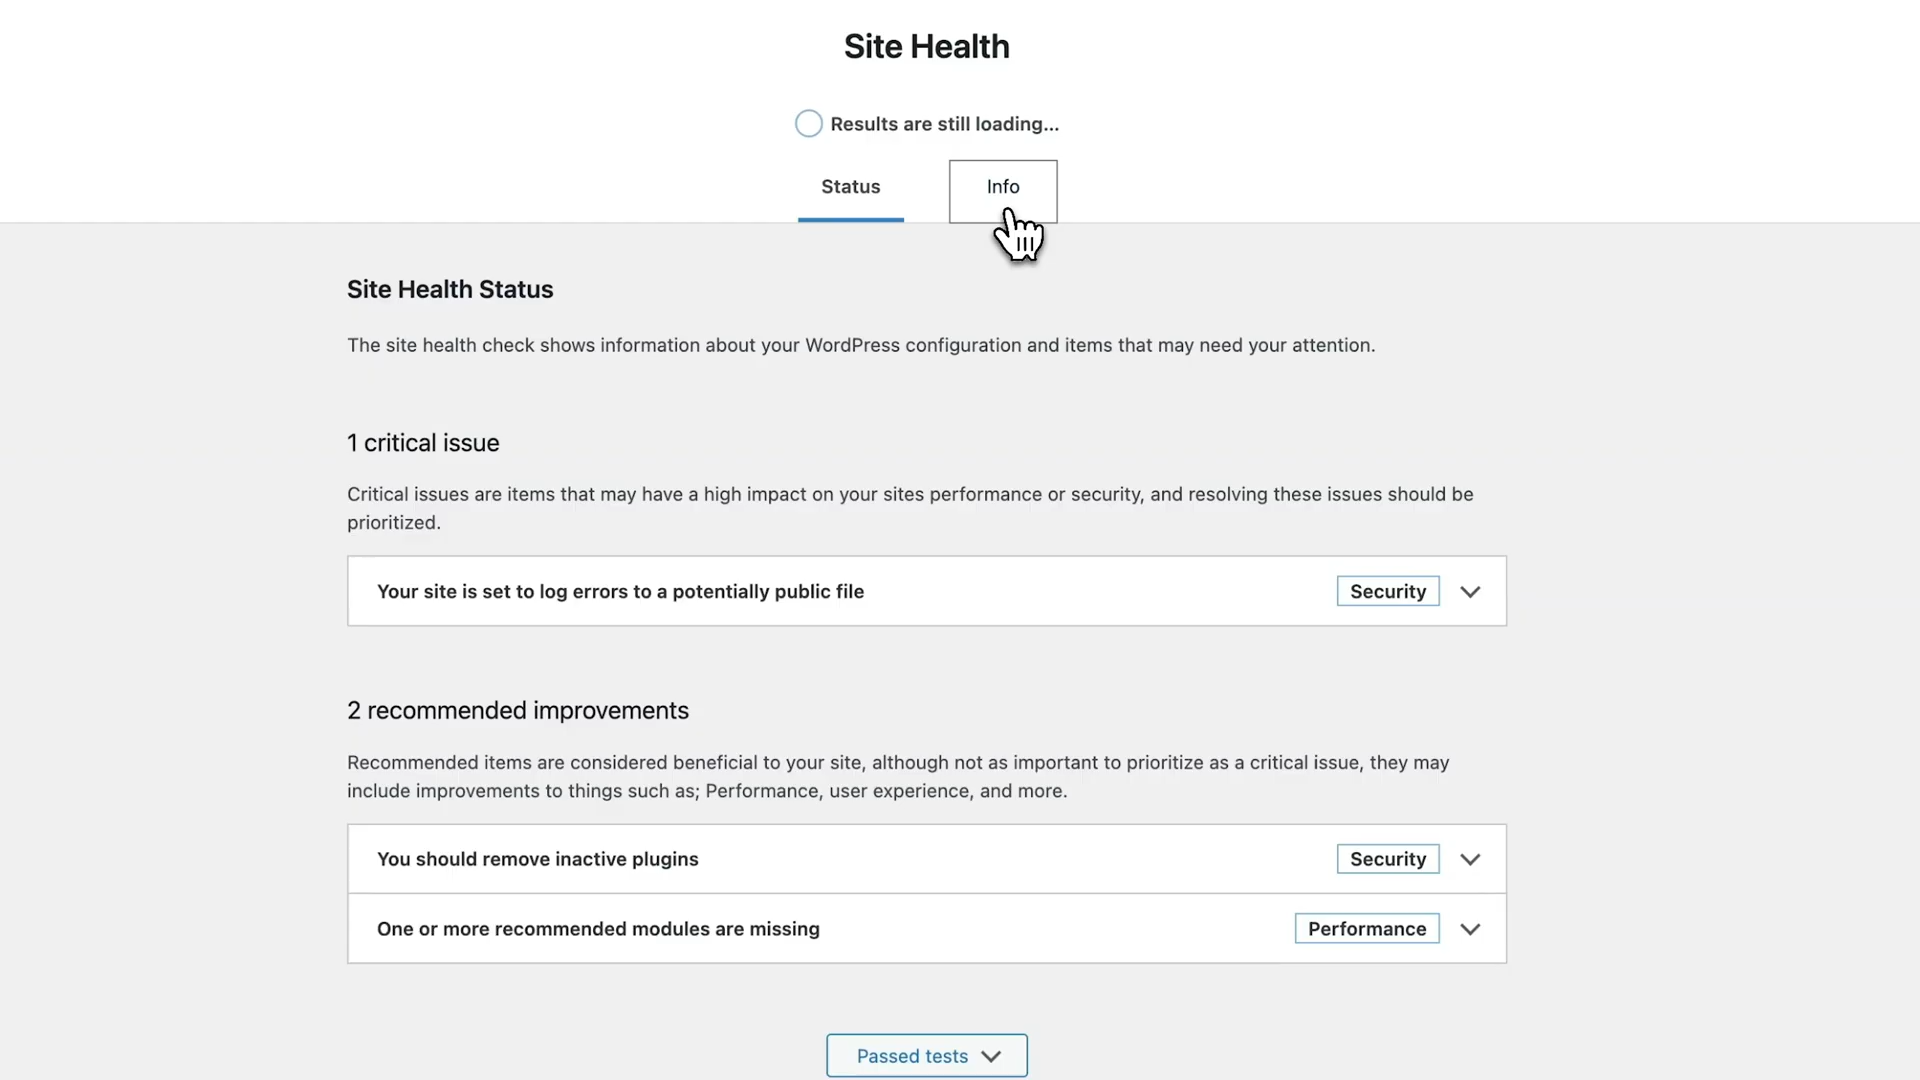 Site Health
Results are still loading...
Status
Info
Site Health Status
The site health check shows information about your WordPress configuration and items that may need your attention.
1 critical issue
Critical issues are items that may have a high impact on your sites performance or security, and resolving these issues should be
prioritized.
Your site is set to log errors to a potentially public file
Security
2 recommended improvements
Recommended items are considered beneficial to your site, although not as important to prioritize as a critical issue, they may
include improvements to things such as; Performance, user experience, and more.
You should remove inactive plugins
Security
One or more recommended modules are missing
Performance
Passed tests